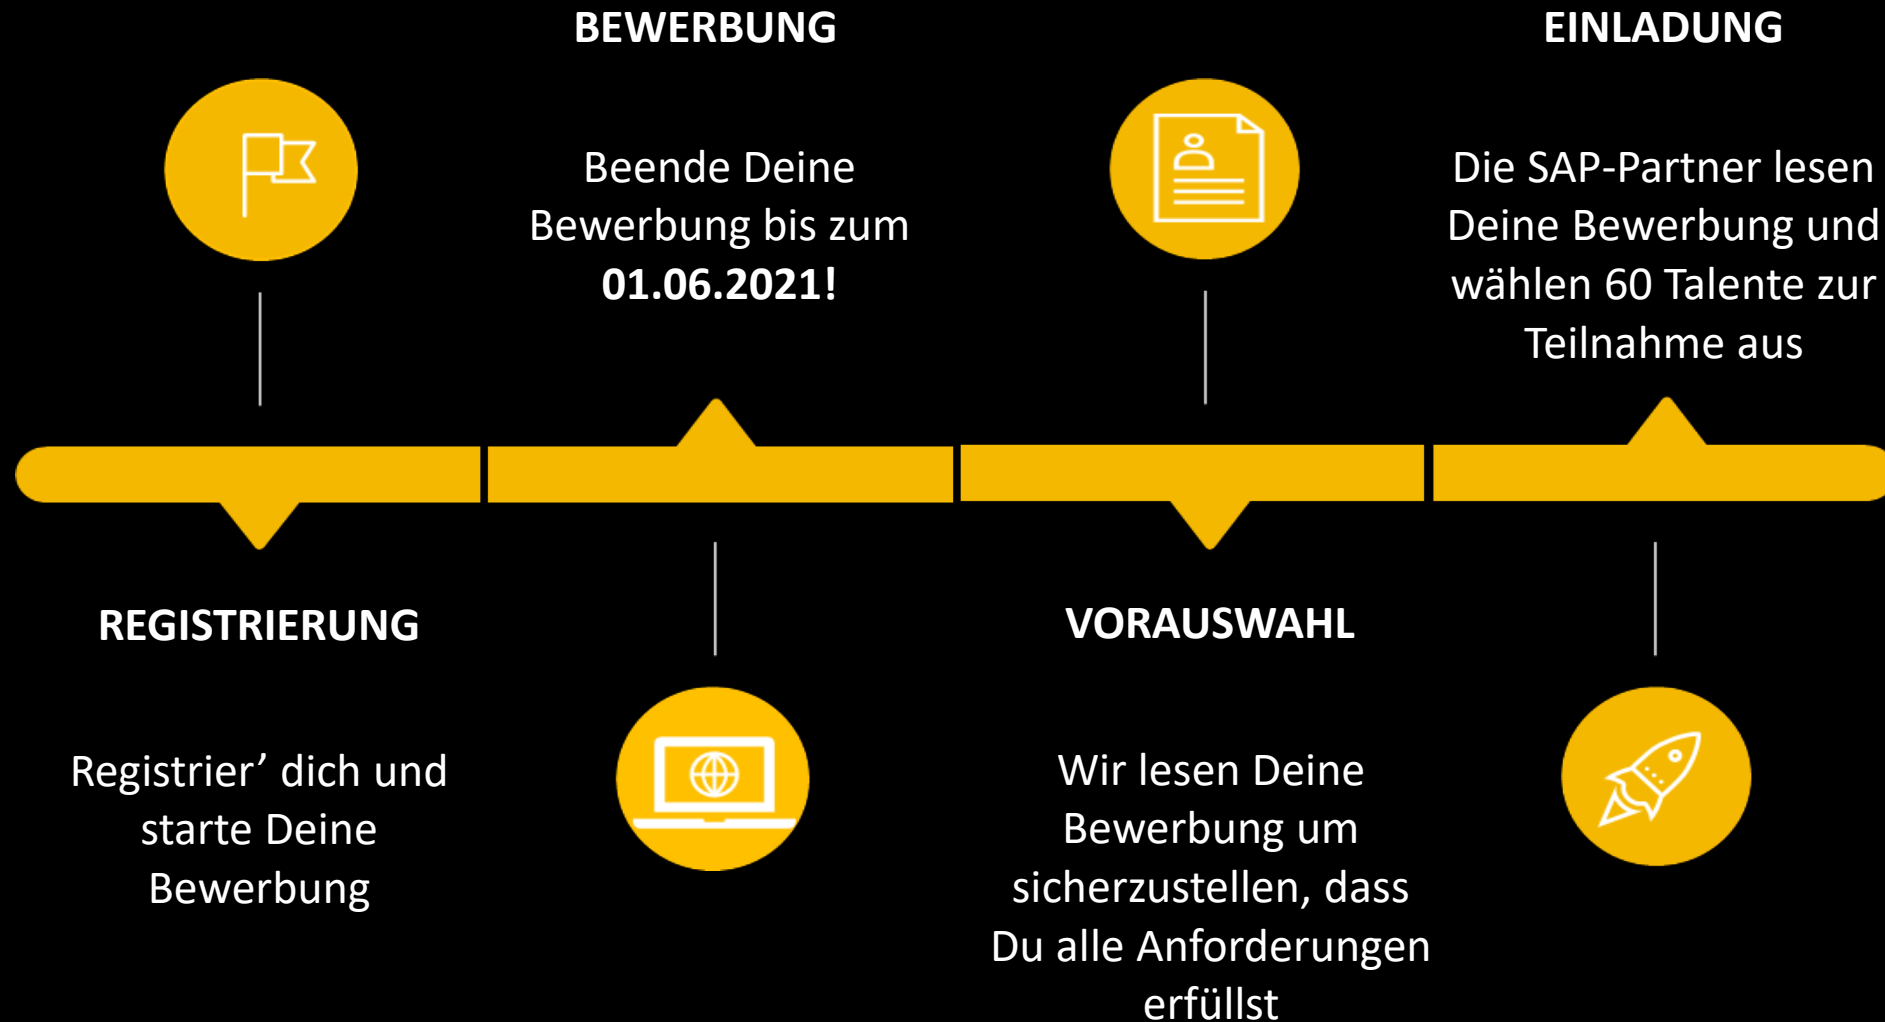 REGISTRIERUNG
Registrier’ dich und
starte Deine
Bewerbung
BEWERBUNG
Beende Deine
Bewerbung bis zum
01.06.2021!
VORAUSWAHL
Wir lesen Deine
Bewerbung um
sicherzustellen, dass
Du alle Anforderungen
erfüllst
EINLADUNG
Die SAP-Partner lesen
Deine Bewerbung und
wählen 60 Talente zur
Teilnahme aus